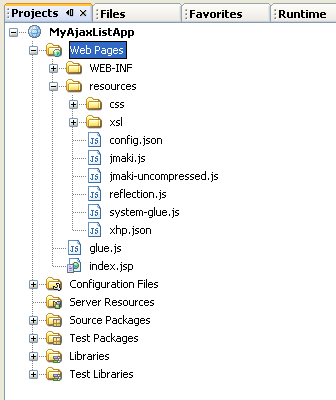 Projects Files Favorites Runtime
MyAjaxListApp
Web Pages
WEB-INF
resources
css
xsl
config.json
jmaki.js
jmaki-uncompressed.js
reflection.js
system-glue.js
xhp.json
glue.js
index.jsp
Configuration Files
Server Resources
Source Packages
Test Packages
Libraries
Test Libraries